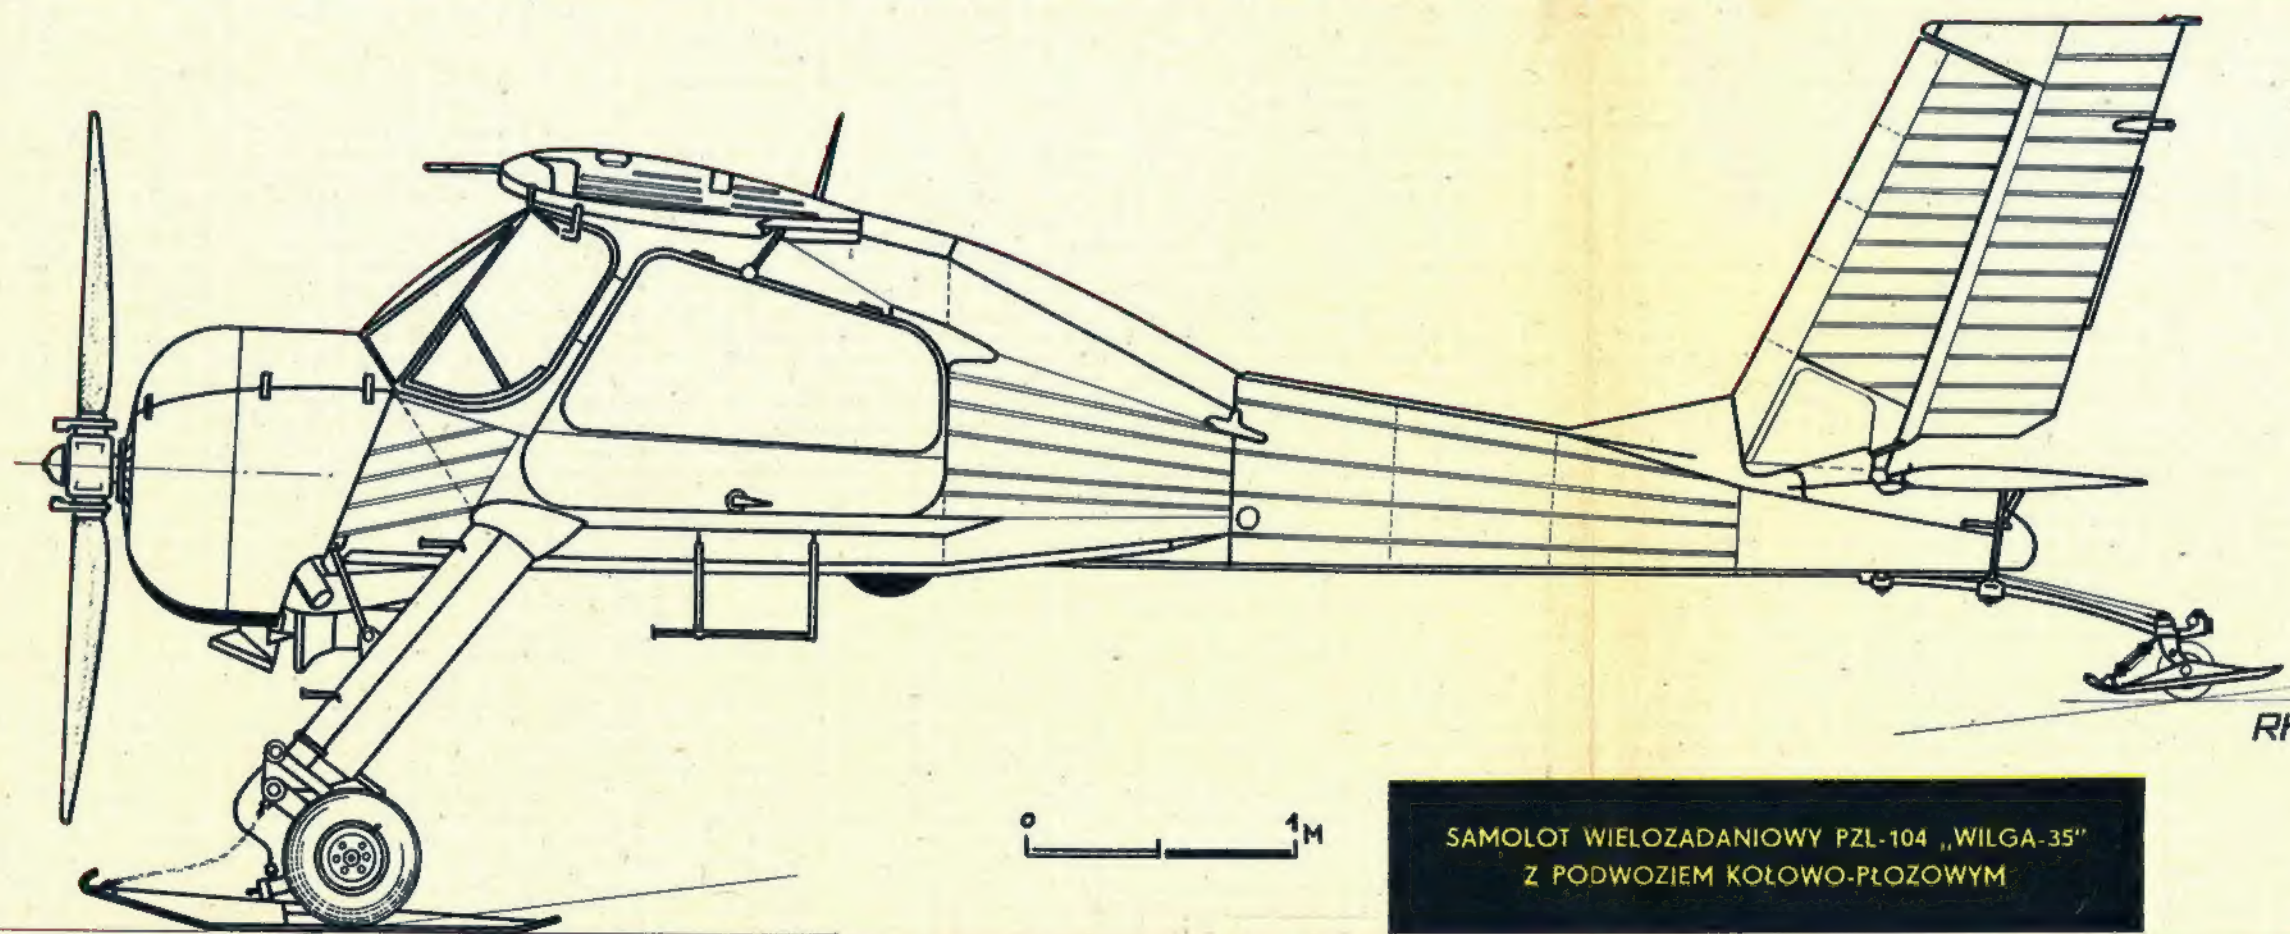 0 1M
SAMOLOT WIELOZADANIOWY PZL-104 „WILGA-35”
Z PODWOZIEM KOŁOWO-PŁOZOWYM